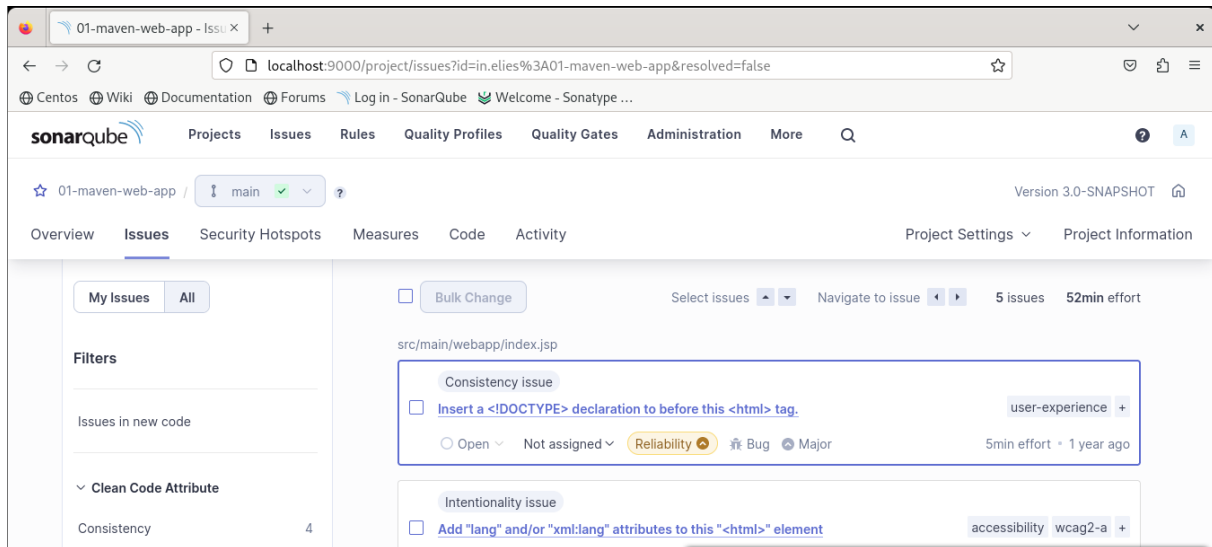 01-maven-web-app - Issu × +
localhost:9000/project/issues?id=in.elies%3A01-maven-web-app&resolved=false
Centos Wiki Documentation Forums Log in - SonarQube Welcome - Sonatype ...
sonarqube Projects Issues Rules Quality Profiles Quality Gates Administration More ? A
01-maven-web-app / main ? Version 3.0-SNAPSHOT
Overview Issues Security Hotspots Measures Code Activity Project Settings Project Information
My Issues All Bulk Change Select issues Navigate to issue 5 issues 52min effort
src/main/webapp/index.jsp
Filters
Consistency issue
Insert a <!DOCTYPE> declaration to before this <html> tag. user-experience +
Issues in new code
Open Not assigned Reliability Bug Major 5min effort • 1 year ago
Clean Code Attribute
Intentionality issue
Consistency 4
Add "lang" and/or "xml:lang" attributes to this "<html>" element accessibility wcag2-a +